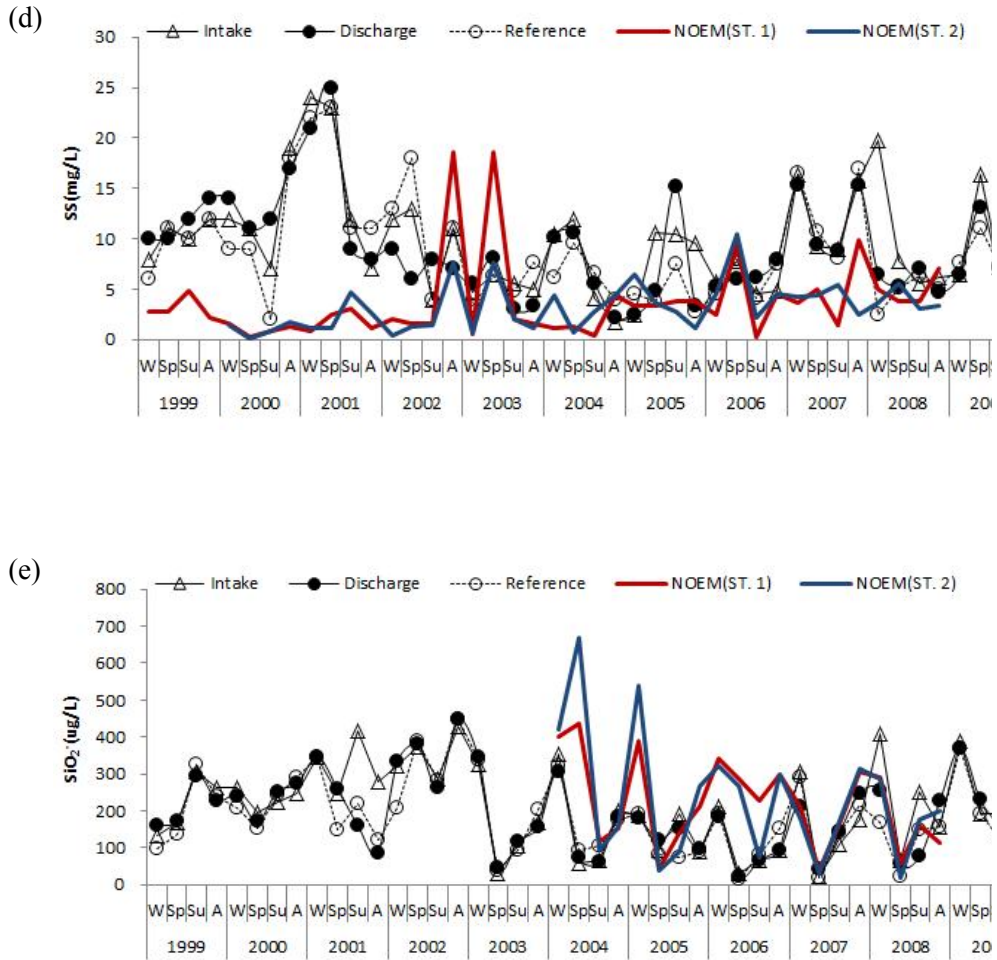 (d)
Intake Discharge Reference NOEM(ST. 1) NOEM(ST. 2)
30
25
20
15
10
5
0
SS(mg/L)
W Sp Su A W Sp Su A W Sp Su A W Sp Su A W Sp Su A W Sp Su A W Sp Su A W Sp Su A W Sp Su A W Sp Su A W Sp
1999 2000 2001 2002 2003 2004 2005 2006 2007 2008 20
(e)
Intake Discharge Reference NOEM(ST. 1) NOEM(ST. 2)
800
700
600
500
400
300
200
100
0
SiO₂⁻(ug/L)
W Sp Su A W Sp Su A W Sp Su A W Sp Su A W Sp Su A W Sp Su A W Sp Su A W Sp Su A W Sp Su A W Sp Su A W Sp
1999 2000 2001 2002 2003 2004 2005 2006 2007 2008 20